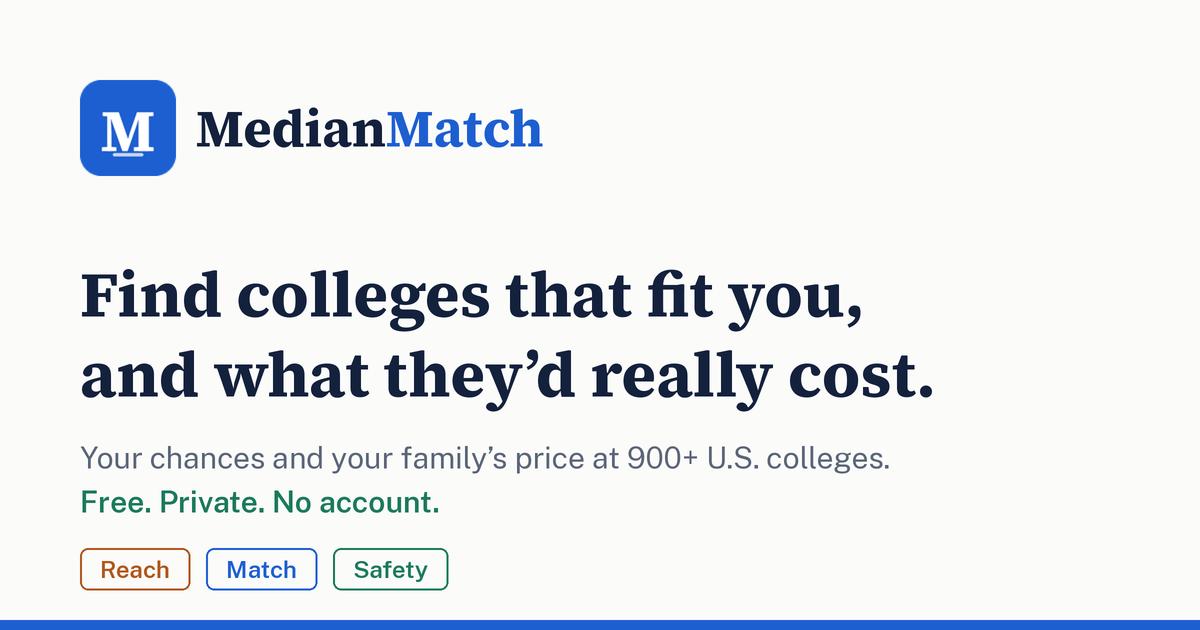 M
MedianMatch
Find colleges that fit you,
and what they’d really cost.
Your chances and your family’s price at 900+ U.S. colleges.
Free. Private. No account.
Reach Match Safety